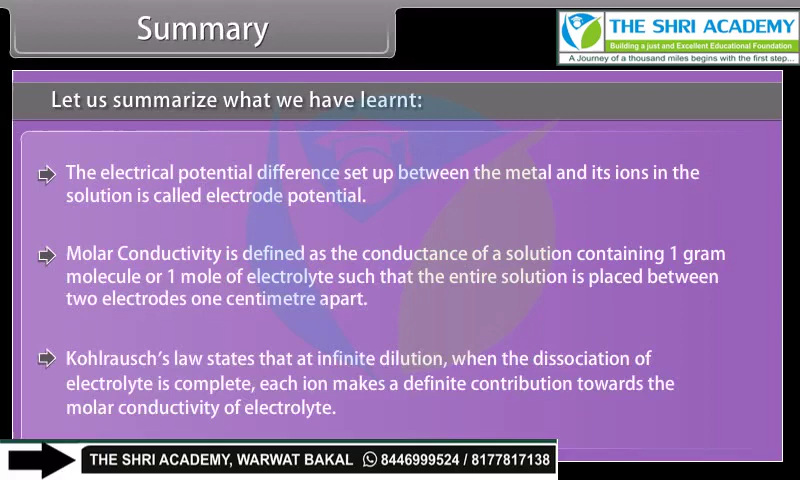 Summary
THE SHRI ACADEMY
Building a just and Excellent Educational Foundation
A Journey of a thousand miles begins with the first step...
Let us summarize what we have learnt:
The electrical potential difference set up between the metal and its ions in the
solution is called electrode potential.
Molar Conductivity is defined as the conductance of a solution containing 1 gram
molecule or 1 mole of electrolyte such that the entire solution is placed between
two electrodes one centimetre apart.
Kohlrausch's law states that at infinite dilution, when the dissociation of
electrolyte is complete, each ion makes a definite contribution towards the
molar conductivity of electrolyte.
THE SHRI ACADEMY, WARWAT BAKAL 8446999524 / 8177817138